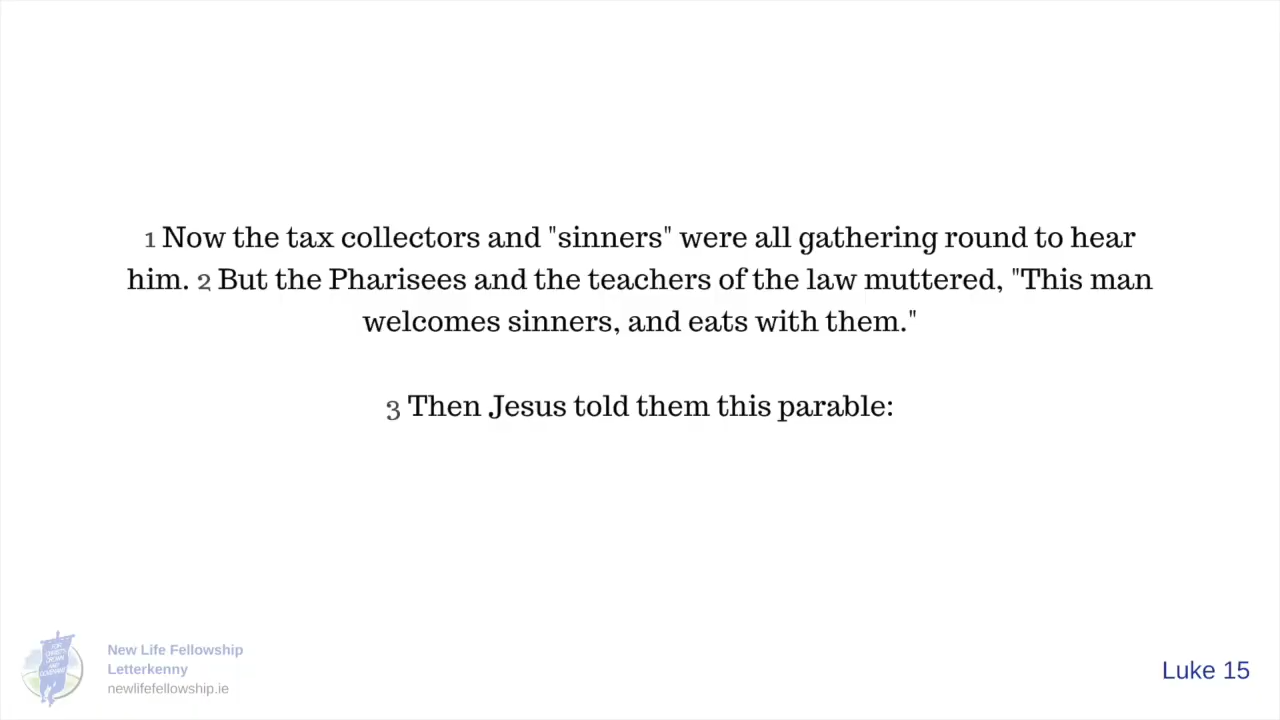 1 Now the tax collectors and "sinners" were all gathering round to hear
him. 2 But the Pharisees and the teachers of the law muttered, "This man
welcomes sinners, and eats with them."
3 Then Jesus told them this parable:
New Life Fellowship
Letterkenny
newlifefellowship.ie
Luke 15